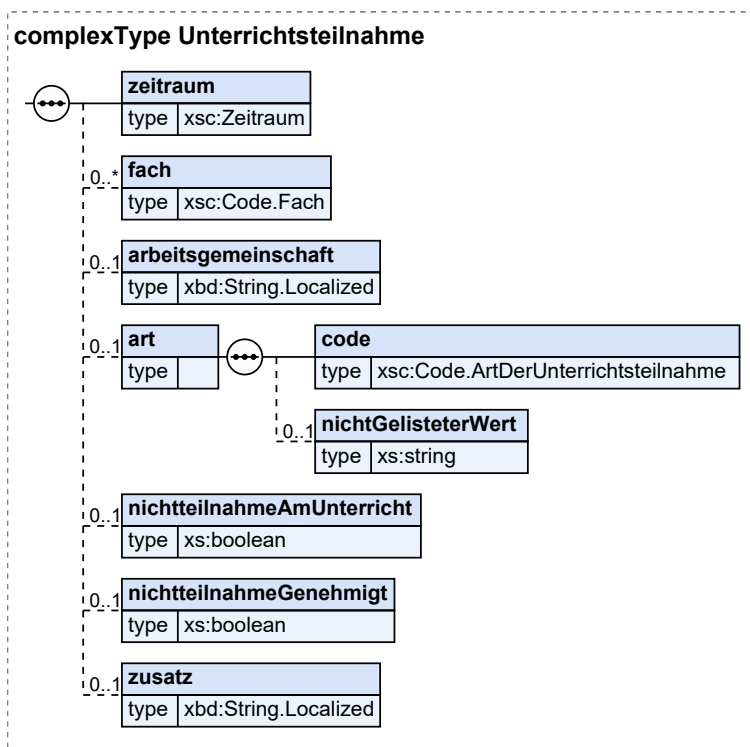 complexType Unterrichtsteilnahme
zeitraum
type xsc:Zeitraum
0..* fach
type xsc:Code.Fach
0..1 arbeitsgemeinschaft
type xbd:String.Localized
0..1 art
type
code
type xsc:Code.ArtDerUnterrichtsteilnahme
0..1 nichtGelisteterWert
type xs:string
0..1 nichtteilnahmeAmUnterricht
type xs:boolean
0..1 nichtteilnahmeGenehmigt
type xs:boolean
0..1 zusatz
type xbd:String.Localized